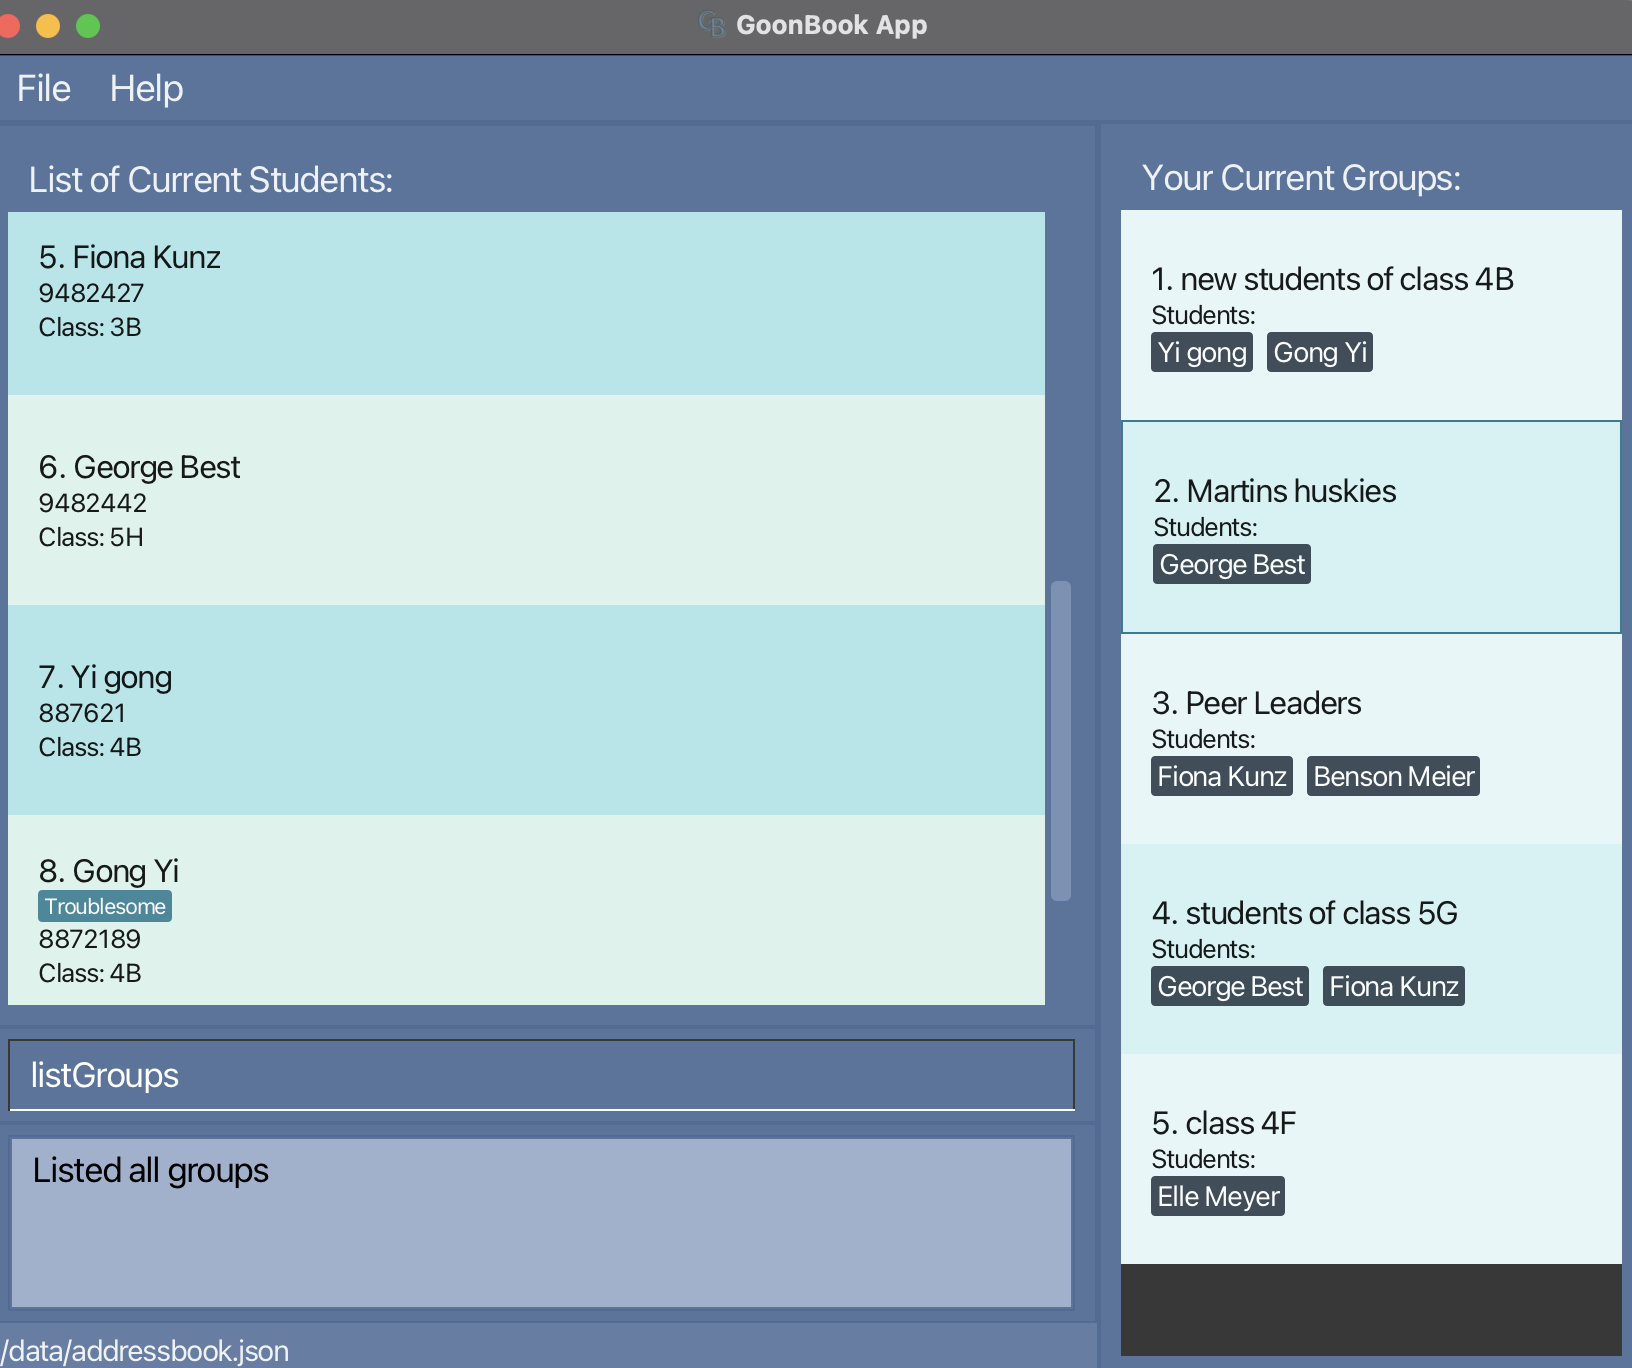 GoonBook App
File Help
List of Current Students:
5. Fiona Kunz
9482427
Class: 3B
6. George Best
9482442
Class: 5H
7. Yi gong
887621
Class: 4B
8. Gong Yi
Troublesome
8872189
Class: 4B
listGroups
Listed all groups
/data/addressbook.json
Your Current Groups:
1. new students of class 4B
Students:
Yi gong Gong Yi
2. Martins huskies
Students:
George Best
3. Peer Leaders
Students:
Fiona Kunz Benson Meier
4. students of class 5G
Students:
George Best Fiona Kunz
5. class 4F
Students:
Elle Meyer